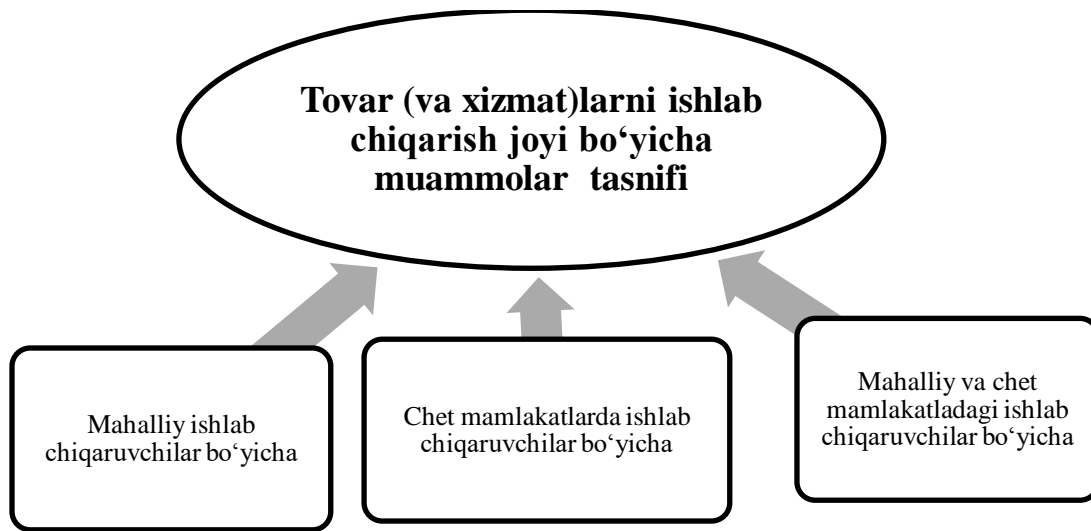 Tovar (va xizmat)larni ishlab
chiqarish joyi bo‘yicha
muammolar tasnifi
Mahalliy ishlab
chiqaruvchilar bo‘yicha
Chet mamlakatlarda ishlab
chiqaruvchilar bo‘yicha
Mahalliy va chet
mamlakatladagi ishlab
chiqaruvchilar bo‘yicha